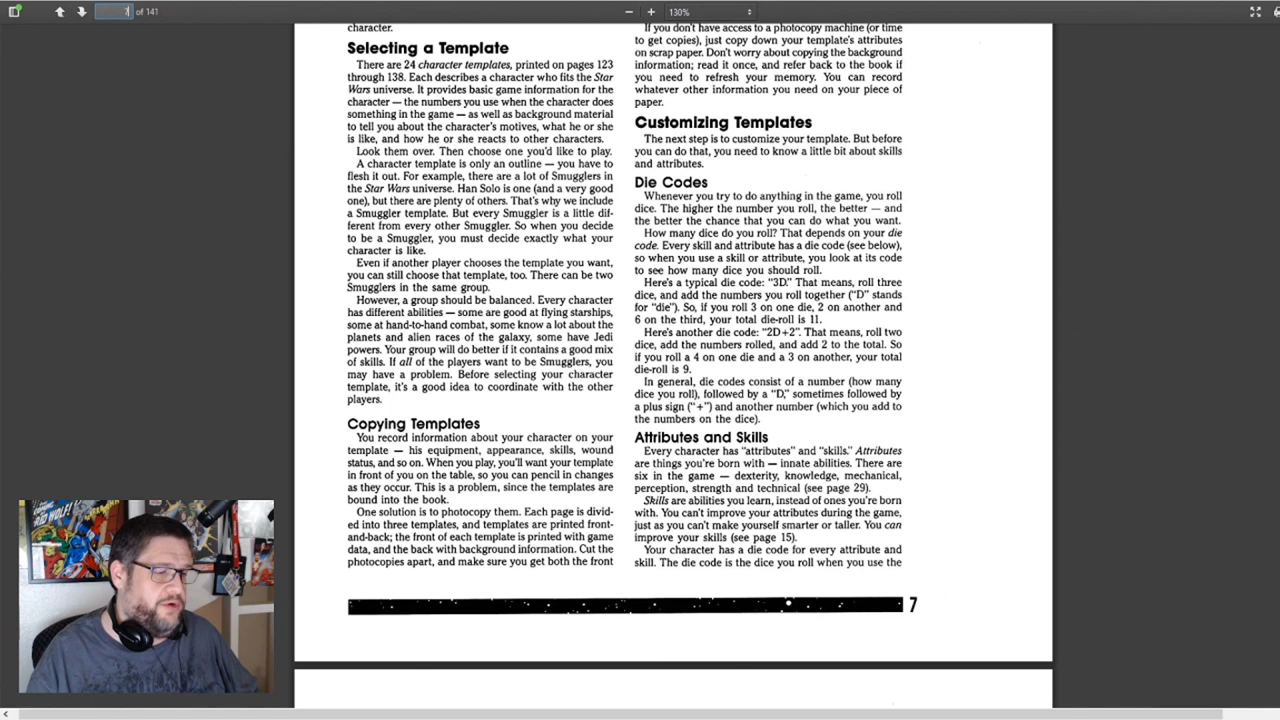 7 of 141
130%
character.
Selecting a Template
There are 24 character templates, printed on pages 123
through 138. Each describes a character who fits the Star
Wars universe. It provides basic game information for the
character — the numbers you use when the character does
something in the game — as well as background material
to tell you about the character's motives, what he or she
is like, and how he or she reacts to other characters.
Look them over. Then choose one you'd like to play.
A character template is only an outline — you have to
flesh it out. For example, there are a lot of Smugglers in
the Star Wars universe. Han Solo is one (and a very good
one), but there are plenty of others. That's why we include
a Smuggler template. But every Smuggler is a little dif-
ferent from every other Smuggler. So when you decide
to be a Smuggler, you must decide exactly what your
character is like.
Even if another player chooses the template you want,
you can still choose that template, too. There can be two
Smugglers in the same group.
However, a group should be balanced. Every character
has different abilities — some are good at flying starships,
some at hand-to-hand combat, some know a lot about the
planets and alien races of the galaxy, some have Jedi
powers. Your group will do better if it contains a good mix
of skills. If all of the players want to be Smugglers, you
may have a problem. Before selecting your character
template, it's a good idea to coordinate with the other
players.
Copying Templates
You record information about your character on your
template — his equipment, appearance, skills, wound
status, and so on. When you play, you'll want your template
in front of you on the table, so you can pencil in changes
as they occur. This is a problem, since the templates are
bound into the book.
One solution is to photocopy them. Each page is divid-
ed into three templates, and templates are printed front-
and-back; the front of each template is printed with game
data, and the back with background information. Cut the
photocopies apart, and make sure you get both the front
If you don't have access to a photocopy machine (or time
to get copies), just copy down your template's attributes
on scrap paper. Don't worry about copying the background
information; read it once, and refer back to the book if
you need to refresh your memory. You can record
whatever other information you need on your piece of
paper.
Customizing Templates
The next step is to customize your template. But before
you can do that, you need to know a little bit about skills
and attributes.
Die Codes
Whenever you try to do anything in the game, you roll
dice. The higher the number you roll, the better — and
the better the chance that you can do what you want.
How many dice do you roll? That depends on your die
code. Every skill and attribute has a die code (see below),
so when you use a skill or attribute, you look at its code
to see how many dice you should roll.
Here's a typical die code: "3D." That means, roll three
dice, and add the numbers you roll together ("D" stands
for "die"). So, if you roll 3 on one die, 2 on another and
6 on the third, your total die-roll is 11.
Here's another die code: "2D+2". That means, roll two
dice, add the numbers rolled, and add 2 to the total. So
if you roll a 4 on one die and a 3 on another, your total
die-roll is 9.
In general, die codes consist of a number (how many
dice you roll), followed by a "D," sometimes followed by
a plus sign ("+") and another number (which you add to
the numbers on the dice).
Attributes and Skills
Every character has "attributes" and "skills." Attributes
are things you're born with — innate abilities. There are
six in the game — dexterity, knowledge, mechanical,
perception, strength and technical (see page 29).
Skills are abilities you learn, instead of ones you're born
with. You can't improve your attributes during the game,
just as you can't make yourself smarter or taller. You can
improve your skills (see page 15).
Your character has a die code for every attribute and
skill. The die code is the dice you roll when you use the
7